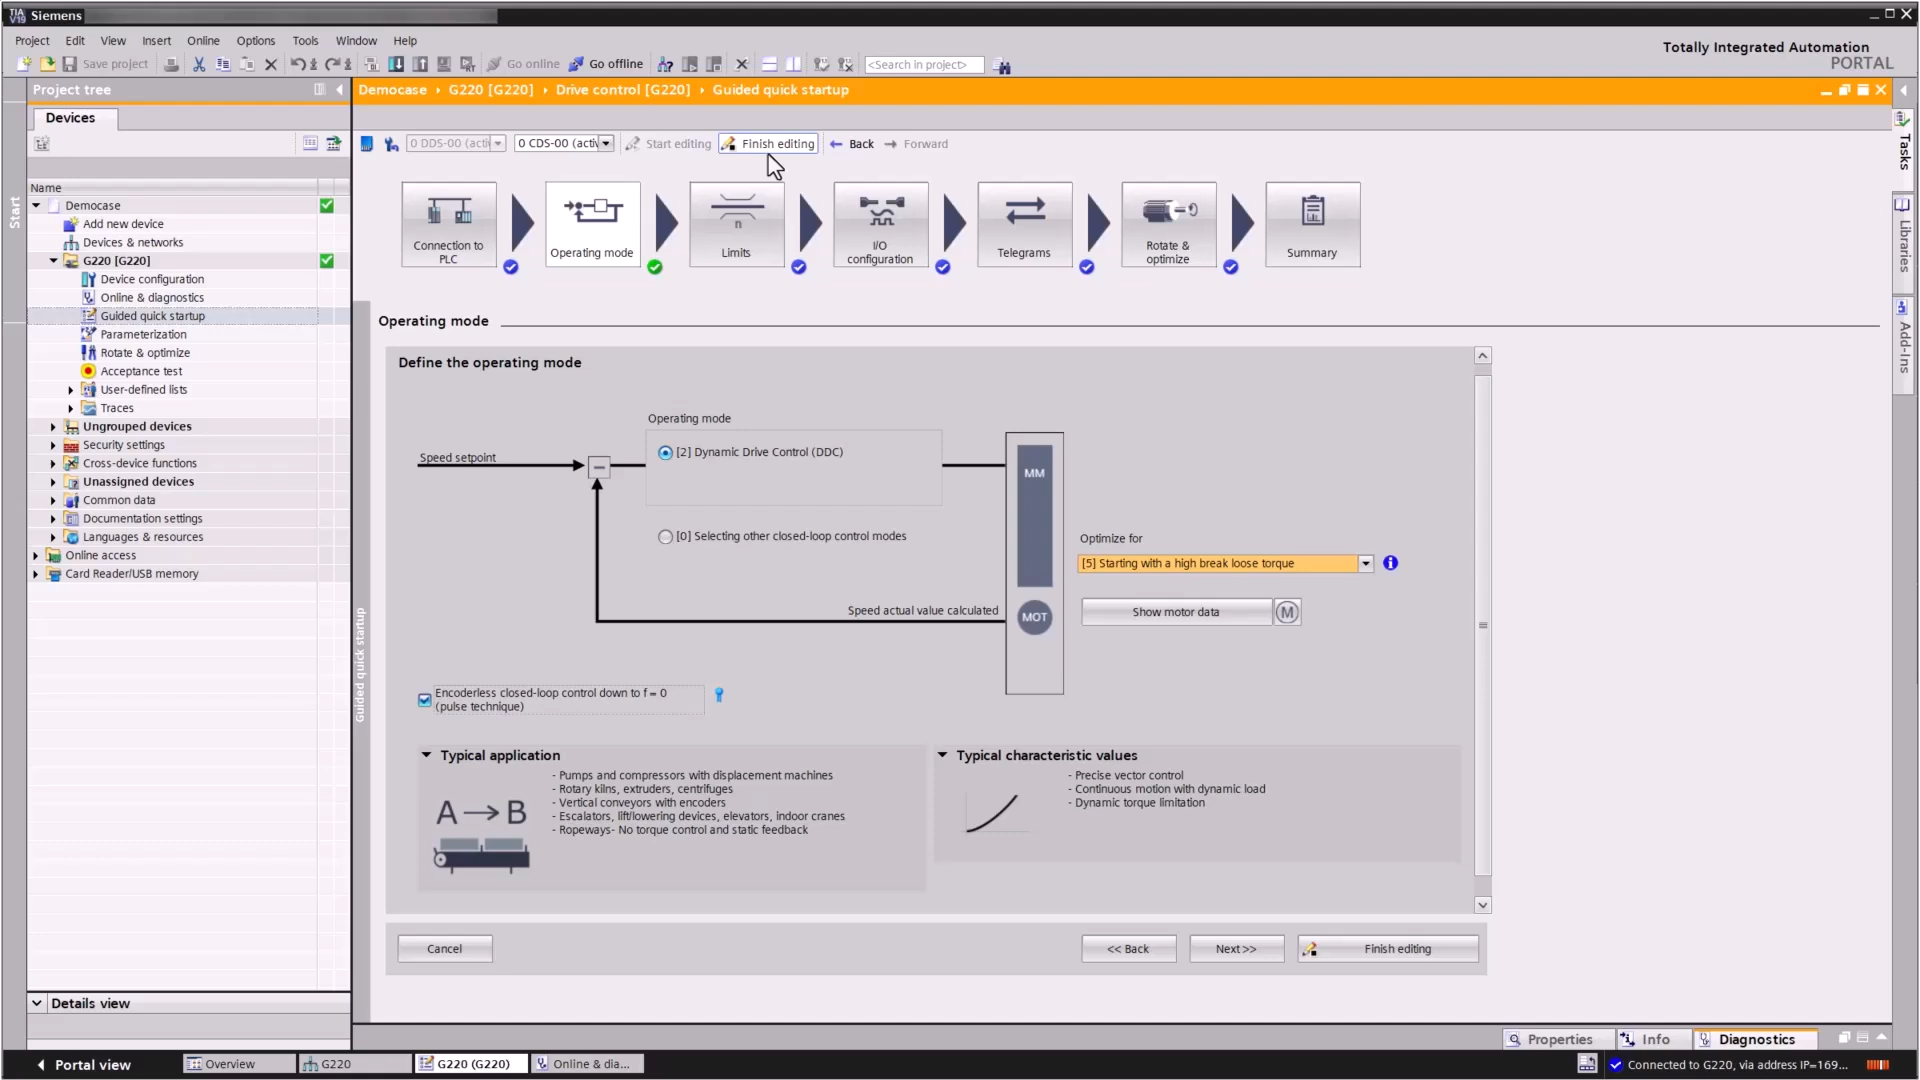 TIA V19 Siemens
Project Edit View Insert Online Options Tools Window Help
Totally Integrated Automation
PORTAL
Save project Go online Go offline <Search in project>
Project tree
Democase › G220 [G220] › Drive control [G220] › Guided quick startup
Devices
0 DDS-00 (acti 0 CDS-00 (activ Start editing Finish editing Back Forward
Tasks
Libraries
Add-Ins
Start
Name
Democase
Add new device
Devices & networks
G220 [G220]
Device configuration
Online & diagnostics
Guided quick startup
Parameterization
Rotate & optimize
Acceptance test
User-defined lists
Traces
Ungrouped devices
Security settings
Cross-device functions
Unassigned devices
Common data
Documentation settings
Languages & resources
Online access
Card Reader/USB memory
Connection to
PLC
Operating mode
n
Limits
I/O
configuration
Telegrams
Rotate &
optimize
Summary
Guided quick startup
Operating mode
Define the operating mode
Operating mode
Speed setpoint
[2] Dynamic Drive Control (DDC)
[0] Selecting other closed-loop control modes
MM
Optimize for
[5] Starting with a high break loose torque
Speed actual value calculated
MOT
Show motor data M
Encoderless closed-loop control down to f = 0
(pulse technique)
Typical application
A → B
- Pumps and compressors with displacement machines
- Rotary kilns, extruders, centrifuges
- Vertical conveyors with encoders
- Escalators, lift/lowering devices, elevators, indoor cranes
- Ropeways- No torque control and static feedback
Typical characteristic values
- Precise vector control
- Continuous motion with dynamic load
- Dynamic torque limitation
Cancel << Back Next >> Finish editing
Details view
Properties Info Diagnostics
Portal view Overview G220 G220 (G220) Online & dia... Connected to G220, via address IP=169...